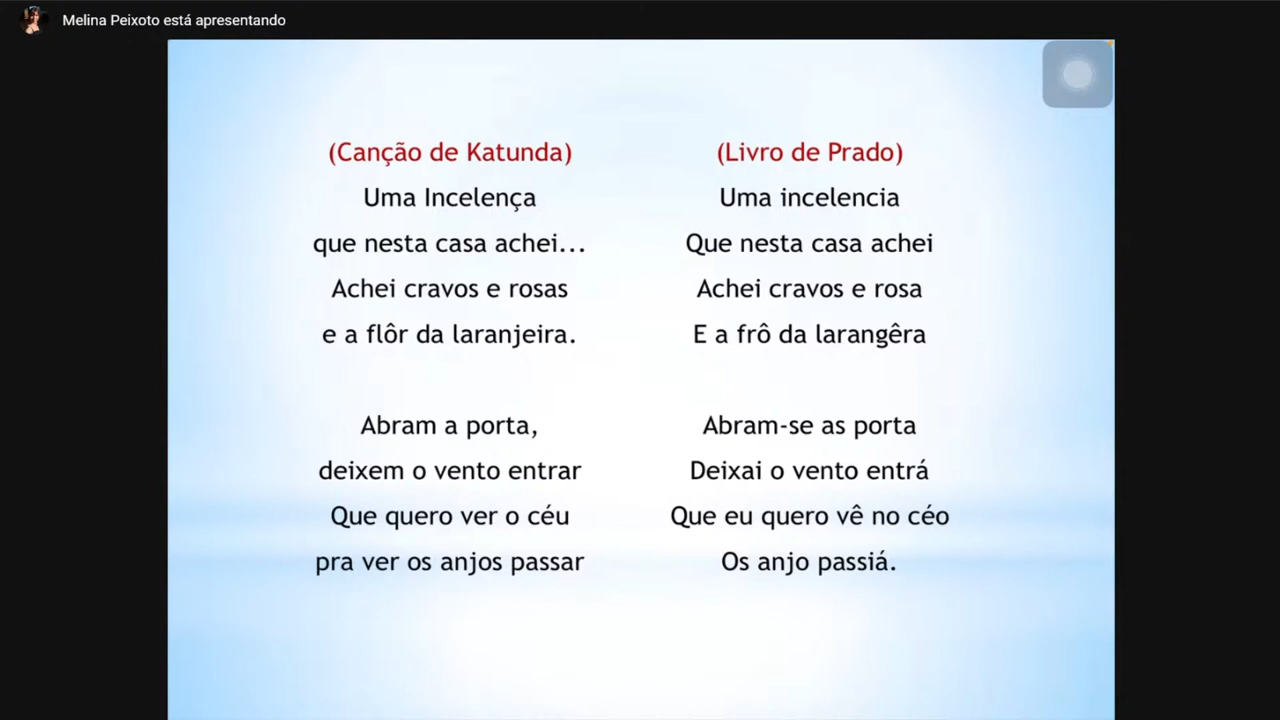 Melina Peixoto está apresentando
(Canção de Katunda)
Uma Incelença
que nesta casa achei...
Achei cravos e rosas
e a flôr da laranjeira.
Abram a porta,
deixem o vento entrar
Que quero ver o céu
pra ver os anjos passar
(Livro de Prado)
Uma incelencia
Que nesta casa achei
Achei cravos e rosa
E a frô da larangêra
Abram-se as porta
Deixai o vento entrá
Que eu quero vê no céo
Os anjo passiá.